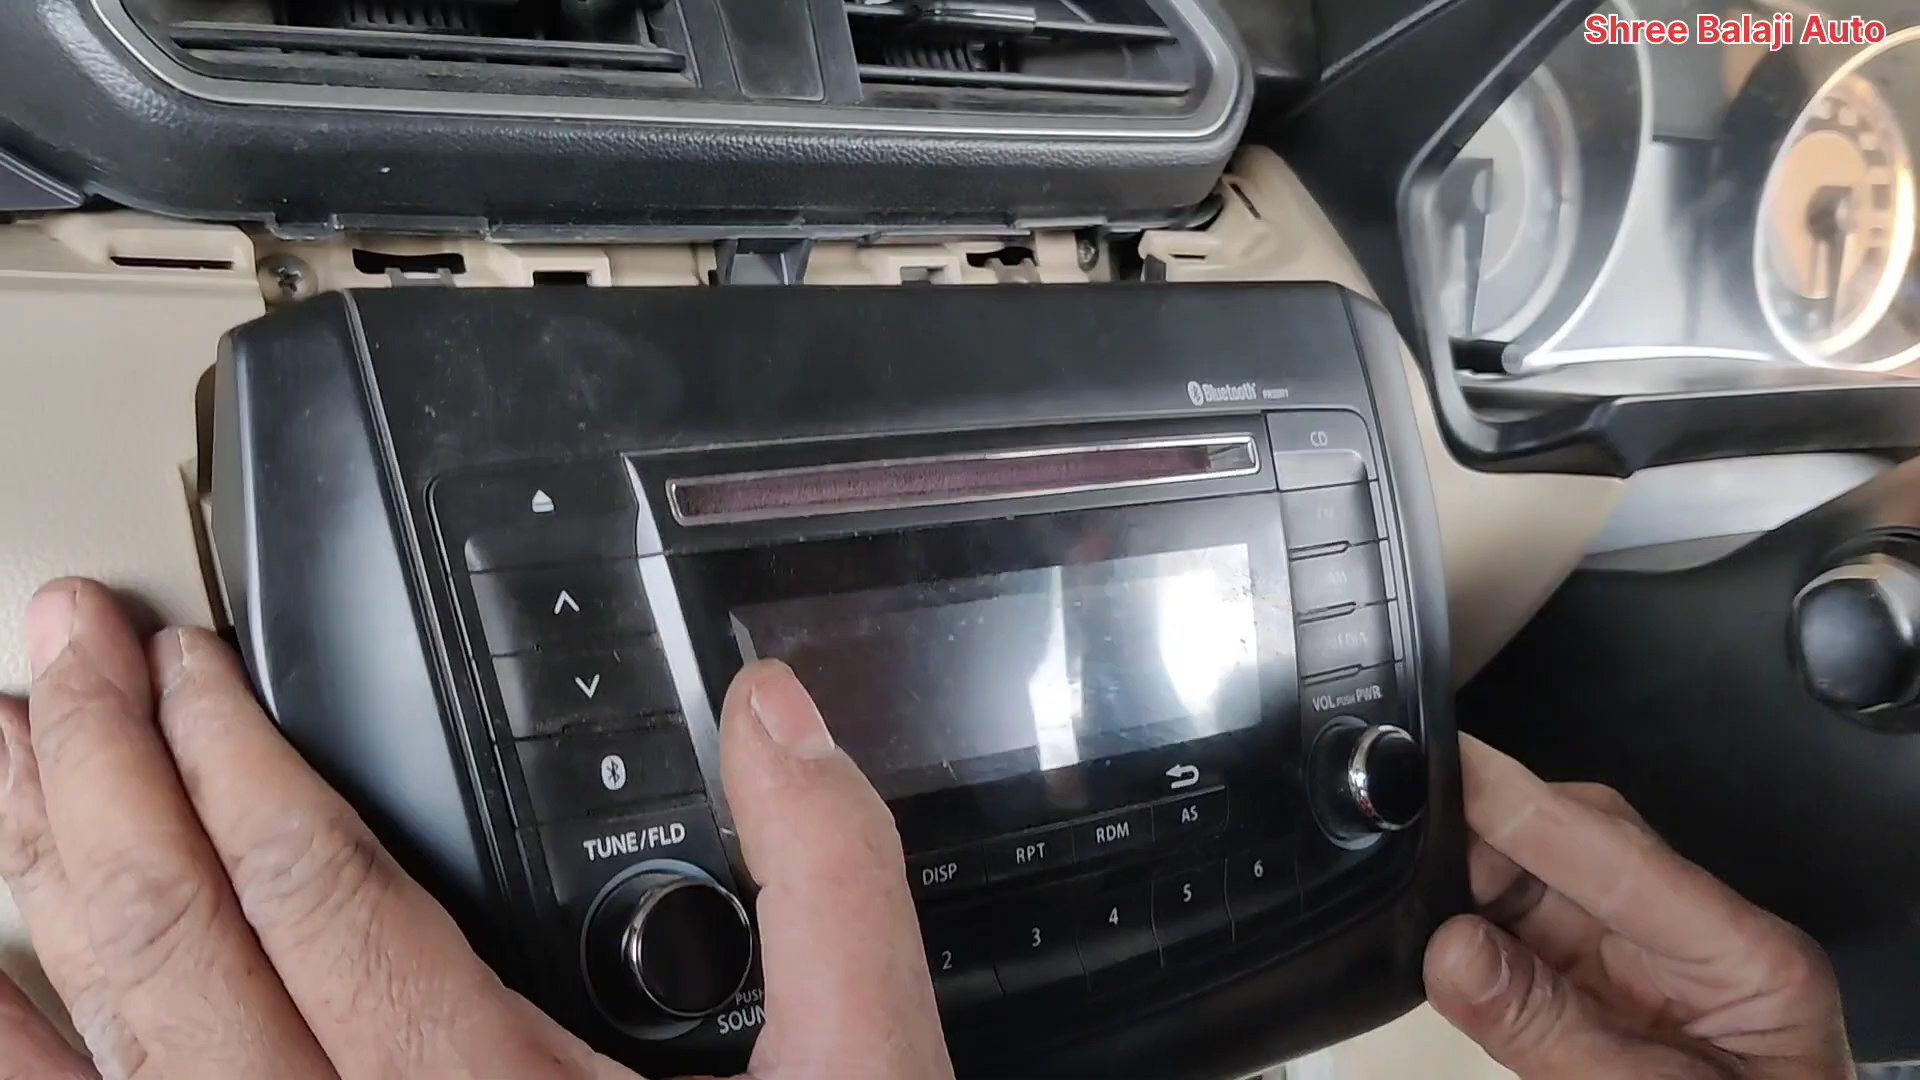 Shree Balaji Auto
Bluetooth
CD
VOL PUSH PWR
TUNE/FLD
AS
RDM
RPT
DISP
6
5
4
3
2
PUSH